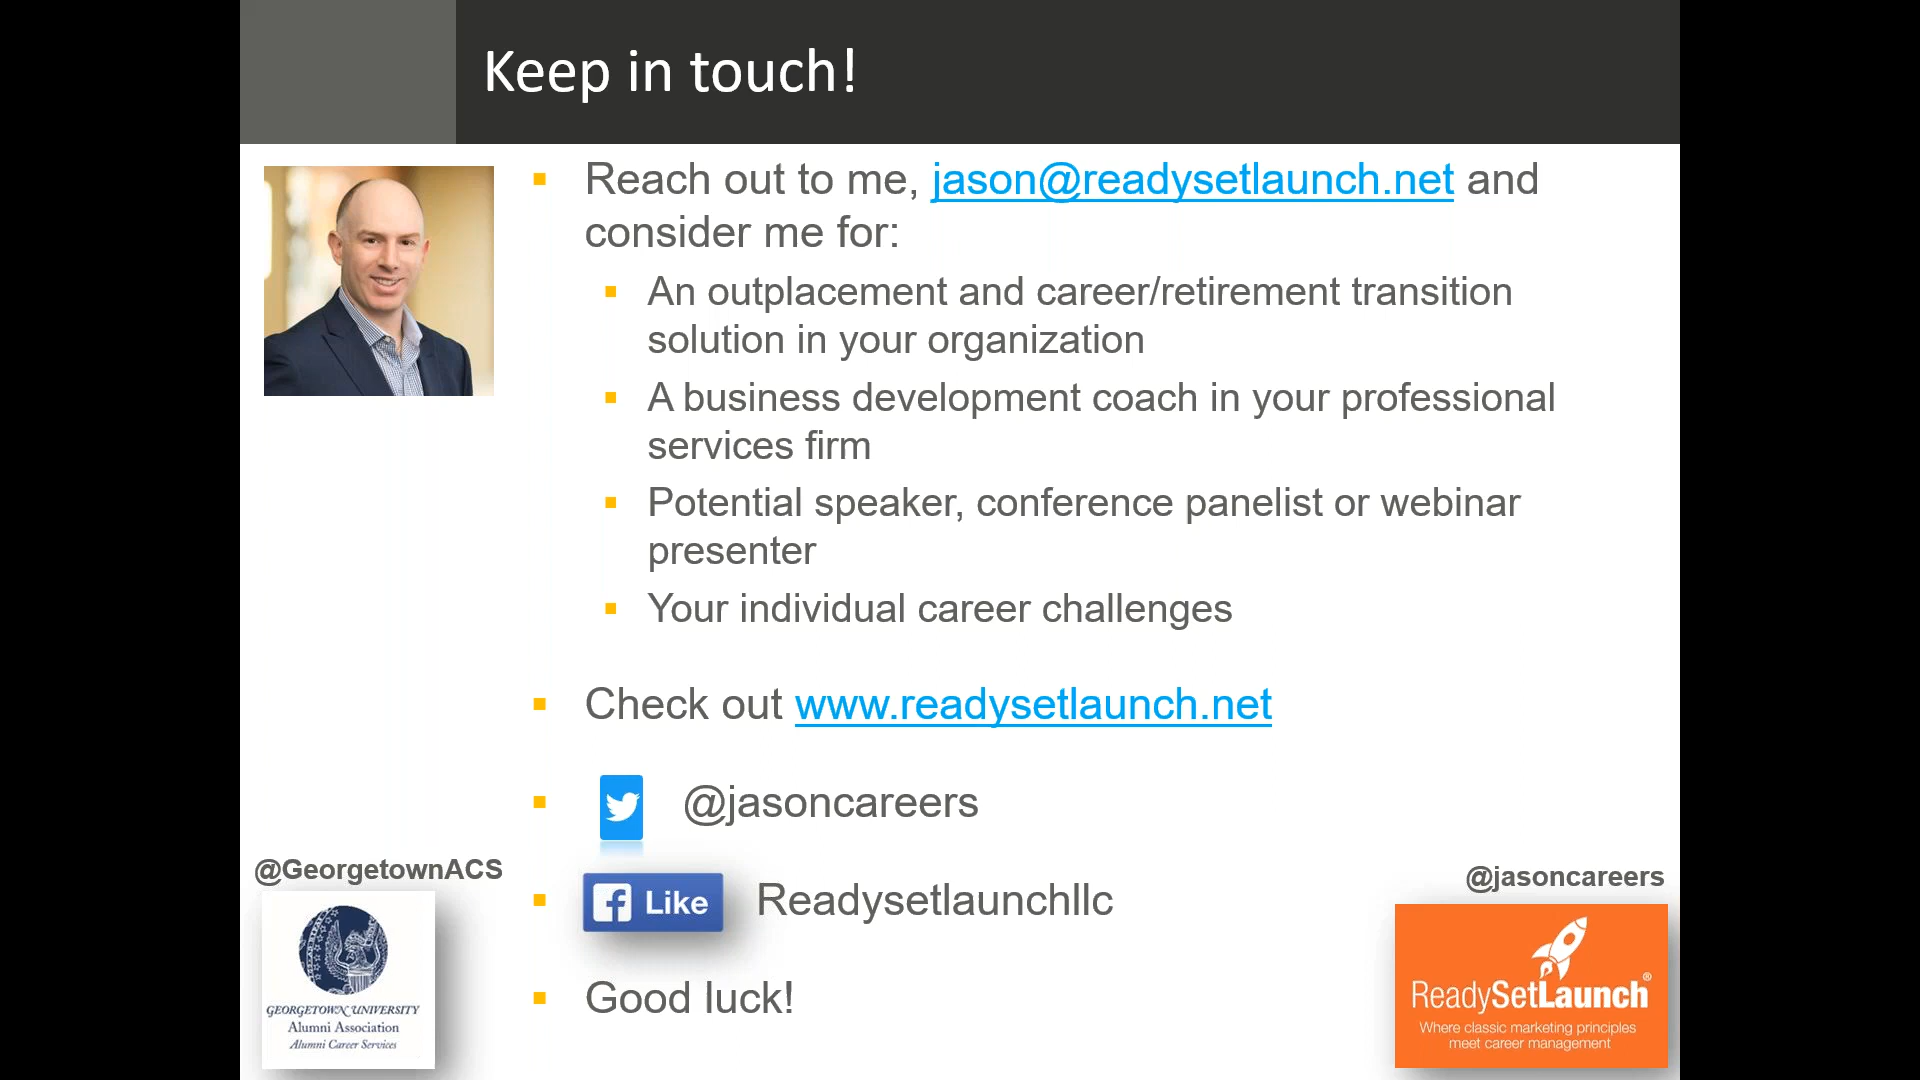 Keep in touch!
Reach out to me, jason@readysetlaunch.net and
consider me for:
An outplacement and career/retirement transition
solution in your organization
A business development coach in your professional
services firm
Potential speaker, conference panelist or webinar
presenter
Your individual career challenges
Check out www.readysetlaunch.net
@jasoncareers
Like Readysetlaunchllc
Good luck!
@GeorgetownACS
GEORGETOWN UNIVERSITY
Alumni Association
Alumni Career Services
@jasoncareers
ReadySetLaunch®
Where classic marketing principles
meet career management